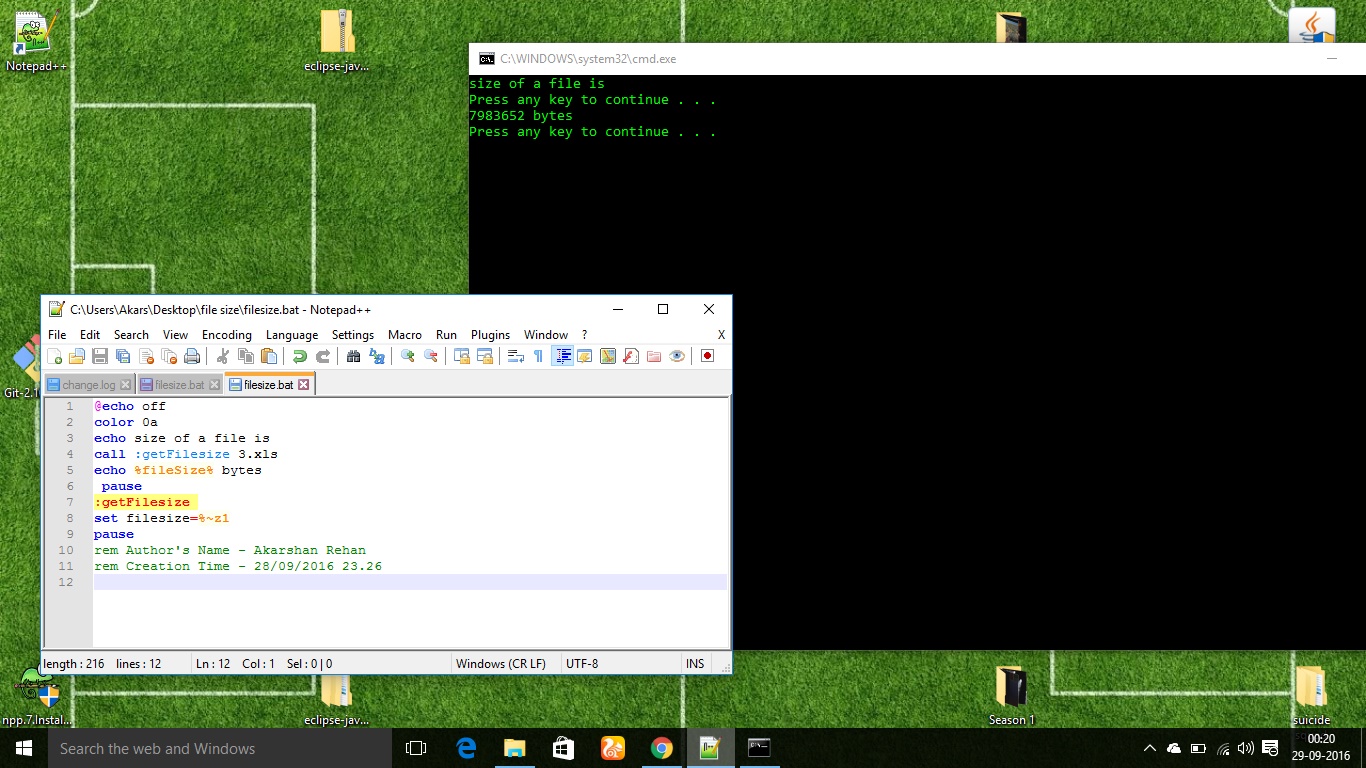 Notepad++
eclipse-jav...
C:\WINDOWS\system32\cmd.exe
size of a file is
Press any key to continue . . .
7983652 bytes
Press any key to continue . . .
C:\Users\Akars\Desktop\file size\filesize.bat - Notepad++
File Edit Search View Encoding Language Settings Macro Run Plugins Window ? X
change.log filesize.bat filesize.bat
1 @echo off
2 color 0a
3 echo size of a file is
4 call :getFilesize 3.xls
5 echo %fileSize% bytes
6 pause
7 :getFilesize
8 set filesize=%~z1
9 pause
10 rem Author's Name - Akarshan Rehan
11 rem Creation Time - 28/09/2016 23.26
12
length : 216 lines : 12 Ln : 12 Col : 1 Sel : 0 | 0 Windows (CR LF) UTF-8 INS
npp.7.Instal...
eclipse-jav...
Season 1
suicide
Search the web and Windows
00:20
29-09-2016